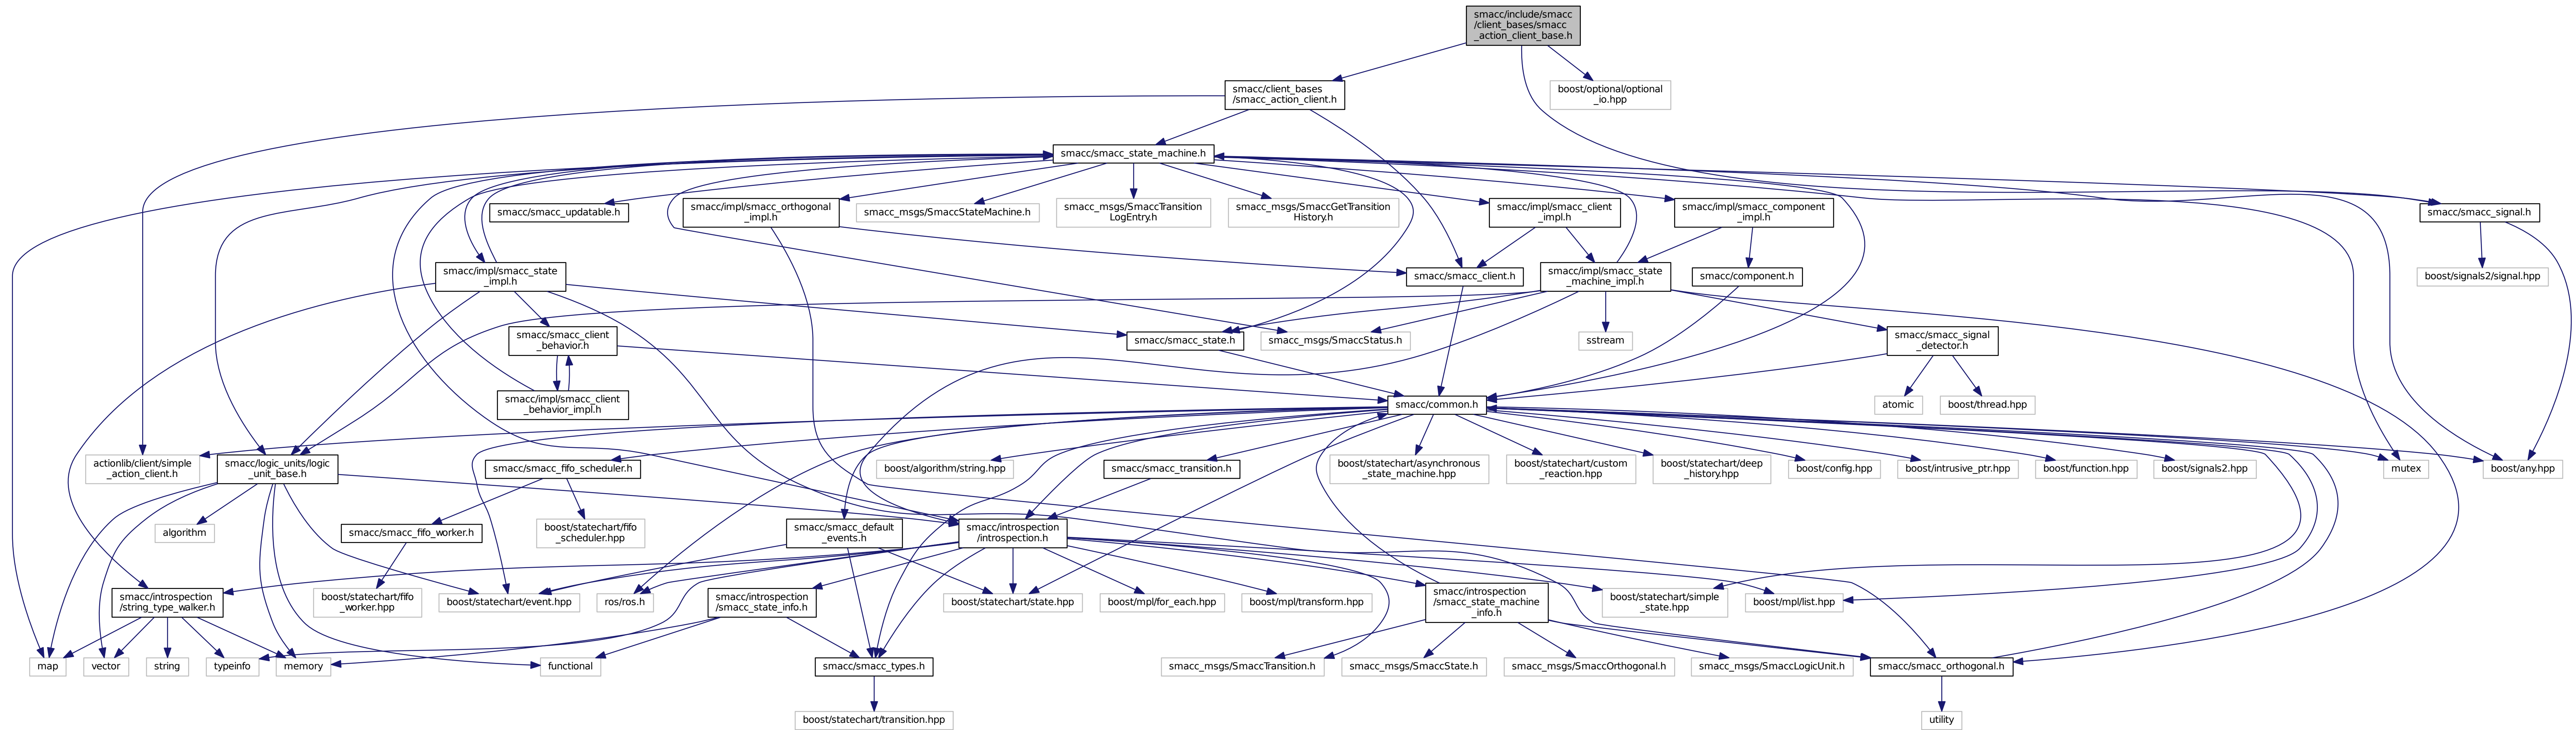 smacc/include/smacc
/client_bases/smacc
_action_client_base.h
smacc/client_bases
/smacc_action_client.h
boost/optional/optional
_io.hpp
smacc/smacc_state_machine.h
smacc/smacc_updatable.h
smacc/impl/smacc_orthogonal
_impl.h
smacc_msgs/SmaccStateMachine.h
smacc_msgs/SmaccTransition
LogEntry.h
smacc_msgs/SmaccGetTransition
History.h
smacc/impl/smacc_client
_impl.h
smacc/impl/smacc_component
_impl.h
smacc/smacc_signal.h
smacc/impl/smacc_state
_impl.h
smacc/smacc_client.h
smacc/impl/smacc_state
_machine_impl.h
smacc/component.h
boost/signals2/signal.hpp
smacc/smacc_client
_behavior.h
smacc/smacc_state.h
smacc_msgs/SmaccStatus.h
sstream
smacc/smacc_signal
_detector.h
smacc/impl/smacc_client
_behavior_impl.h
smacc/common.h
atomic
boost/thread.hpp
actionlib/client/simple
_action_client.h
smacc/logic_units/logic
_unit_base.h
smacc/smacc_fifo_scheduler.h
boost/algorithm/string.hpp
smacc/smacc_transition.h
boost/statechart/asynchronous
_state_machine.hpp
boost/statechart/custom
_reaction.hpp
boost/statechart/deep
_history.hpp
boost/config.hpp
boost/intrusive_ptr.hpp
boost/function.hpp
boost/signals2.hpp
mutex
boost/any.hpp
algorithm
smacc/smacc_fifo_worker.h
boost/statechart/fifo
_scheduler.hpp
smacc/smacc_default
_events.h
smacc/introspection
/introspection.h
smacc/introspection
/string_type_walker.h
boost/statechart/fifo
_worker.hpp
boost/statechart/event.hpp
ros/ros.h
smacc/introspection
/smacc_state_info.h
boost/statechart/state.hpp
boost/mpl/for_each.hpp
boost/mpl/transform.hpp
smacc/introspection
/smacc_state_machine
_info.h
boost/statechart/simple
_state.hpp
boost/mpl/list.hpp
map
vector
string
typeinfo
memory
functional
smacc/smacc_types.h
smacc_msgs/SmaccTransition.h
smacc_msgs/SmaccState.h
smacc_msgs/SmaccOrthogonal.h
smacc_msgs/SmaccLogicUnit.h
smacc/smacc_orthogonal.h
boost/statechart/transition.hpp
utility